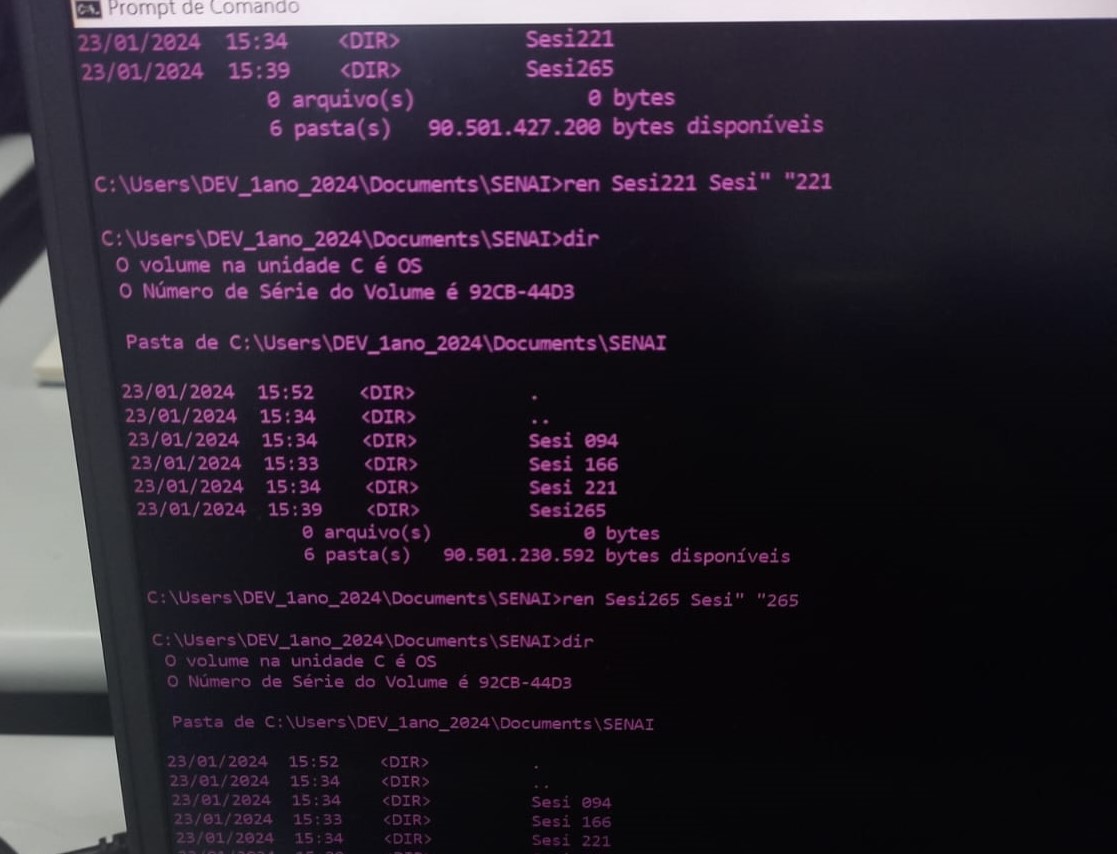 Prompt de Comando
23/01/2024 15:34 <DIR> Sesi221
23/01/2024 15:39 <DIR> Sesi265
0 arquivo(s) 0 bytes
6 pasta(s) 90.501.427.200 bytes disponíveis
C:\Users\DEV_1ano_2024\Documents\SENAI>ren Sesi221 Sesi" "221
C:\Users\DEV_1ano_2024\Documents\SENAI>dir
O volume na unidade C é OS
O Número de Série do Volume é 92CB-44D3
Pasta de C:\Users\DEV_1ano_2024\Documents\SENAI
23/01/2024 15:52 <DIR> .
23/01/2024 15:34 <DIR> ..
23/01/2024 15:34 <DIR> Sesi 094
23/01/2024 15:33 <DIR> Sesi 166
23/01/2024 15:34 <DIR> Sesi 221
23/01/2024 15:39 <DIR> Sesi265
0 arquivo(s) 0 bytes
6 pasta(s) 90.501.230.592 bytes disponíveis
C:\Users\DEV_1ano_2024\Documents\SENAI>ren Sesi265 Sesi" "265
C:\Users\DEV_1ano_2024\Documents\SENAI>dir
O volume na unidade C é OS
O Número de Série do Volume é 92CB-44D3
Pasta de C:\Users\DEV_1ano_2024\Documents\SENAI
23/01/2024 15:52 <DIR> .
23/01/2024 15:34 <DIR> ..
23/01/2024 15:34 <DIR> Sesi 094
23/01/2024 15:33 <DIR> Sesi 166
23/01/2024 15:34 <DIR> Sesi 221